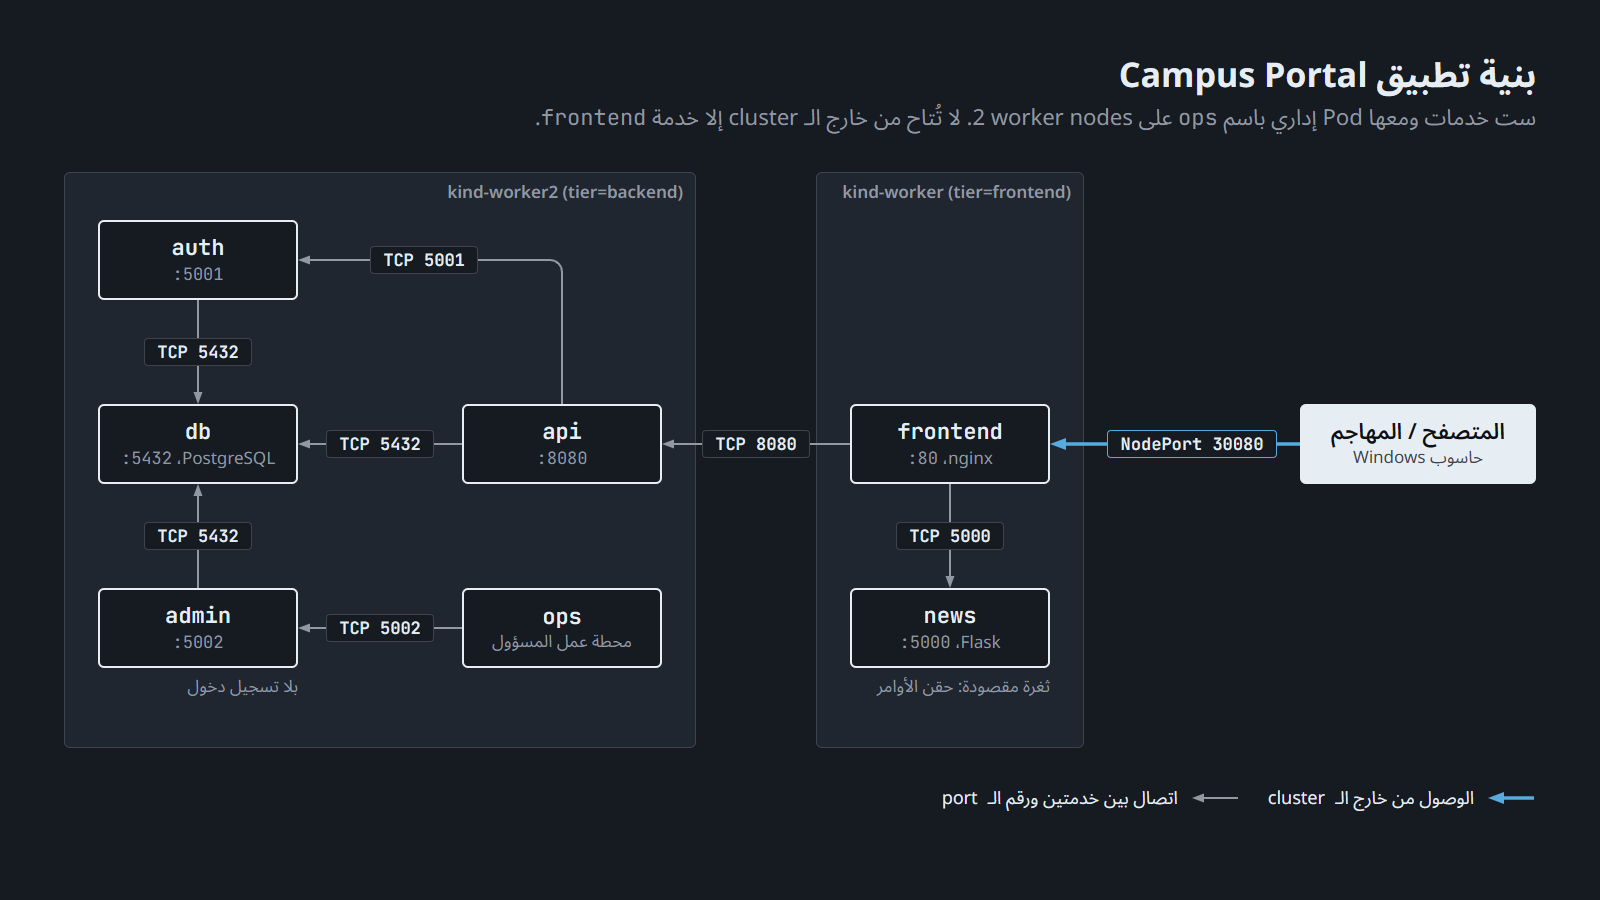 بنية تطبيق Campus Portal
ست خدمات ومعها Pod إداري باسم ops على 2 worker nodes. لا تُتاح من خارج الـ cluster إلا خدمة frontend.
kind-worker (tier=frontend)
kind-worker2 (tier=backend)
auth
:5001
TCP 5001
TCP 5432
المتصفح / المهاجم
حاسوب Windows
NodePort 30080
frontend
nginx، :80
TCP 8080
api
:8080
TCP 5432
db
PostgreSQL، :5432
TCP 5000
TCP 5432
news
Flask، :5000
ثغرة مقصودة: حقن الأوامر
ops
محطة عمل المسؤول
TCP 5002
admin
:5002
بلا تسجيل دخول
الوصول من خارج الـ cluster
اتصال بين خدمتين ورقم الـ port